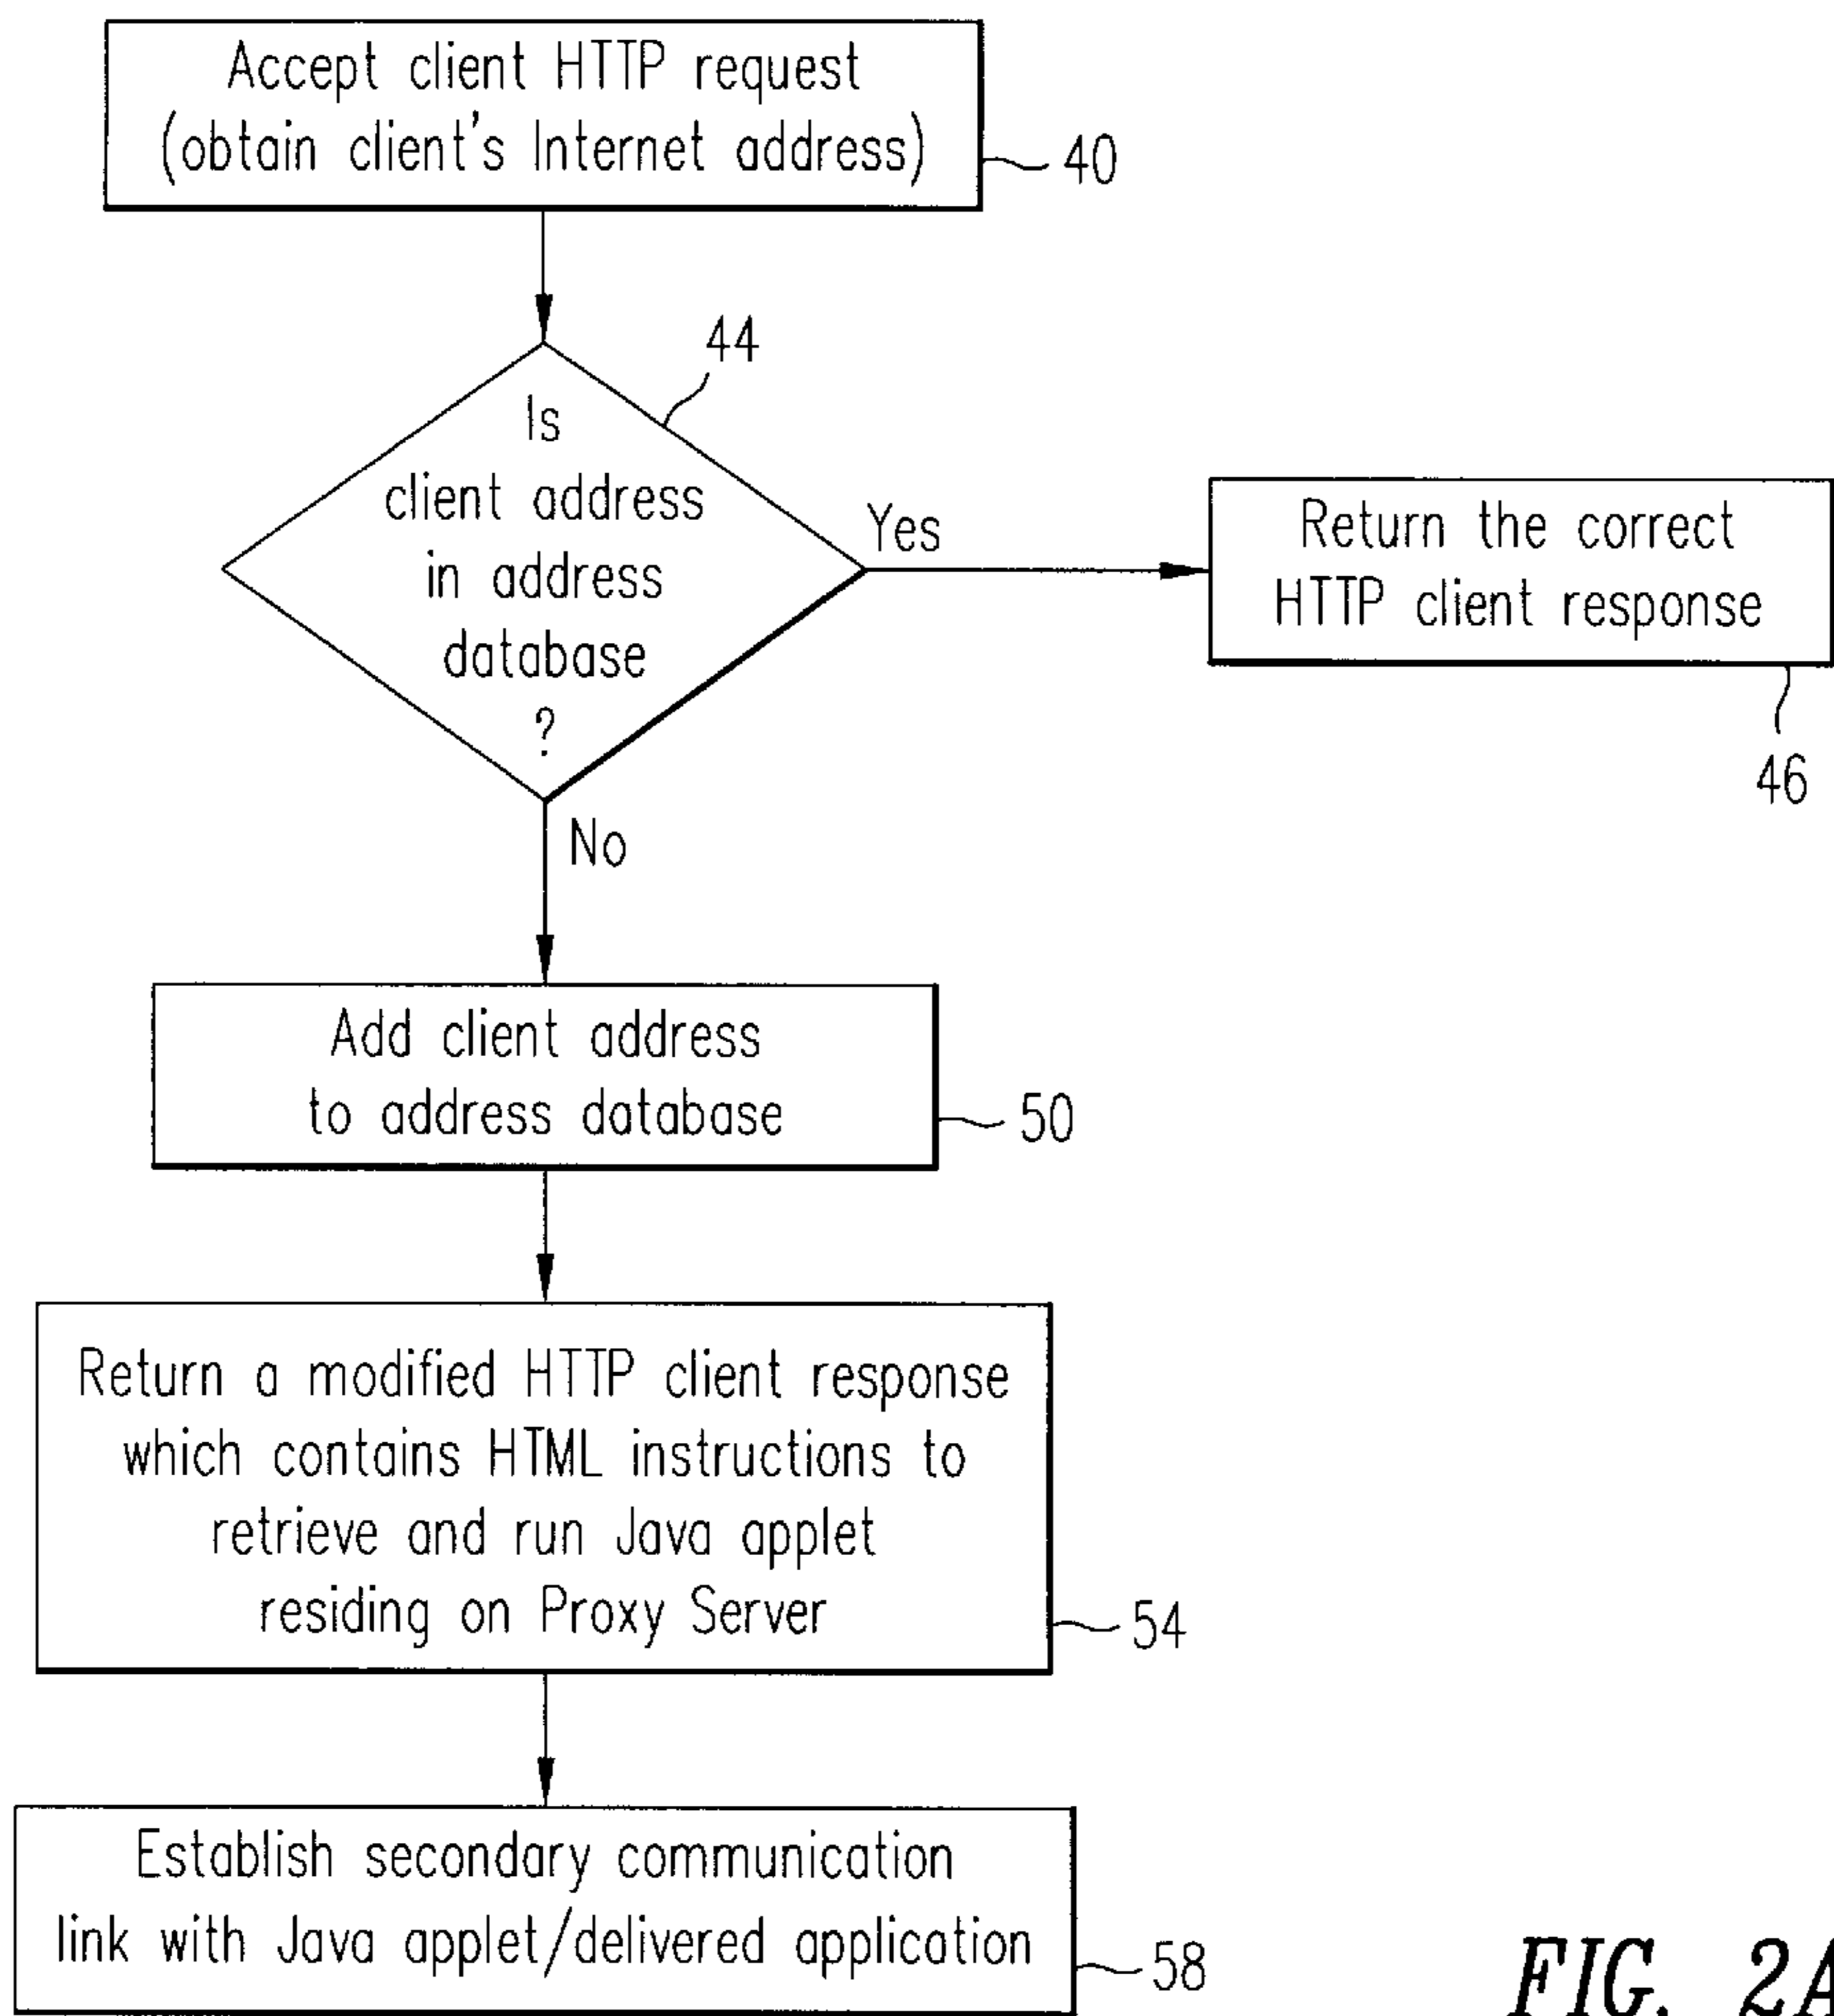 Accept client HTTP request
(obtain client's Internet address)
40
44
Is
client address
in address
database
?
Yes
Return the correct
HTTP client response
46
No
Add client address
to address database
50
Return a modified HTTP client response
which contains HTML instructions to
retrieve and run Java applet
residing on Proxy Server
54
Establish secondary communication
link with Java applet/delivered application
58
FIG. 2A